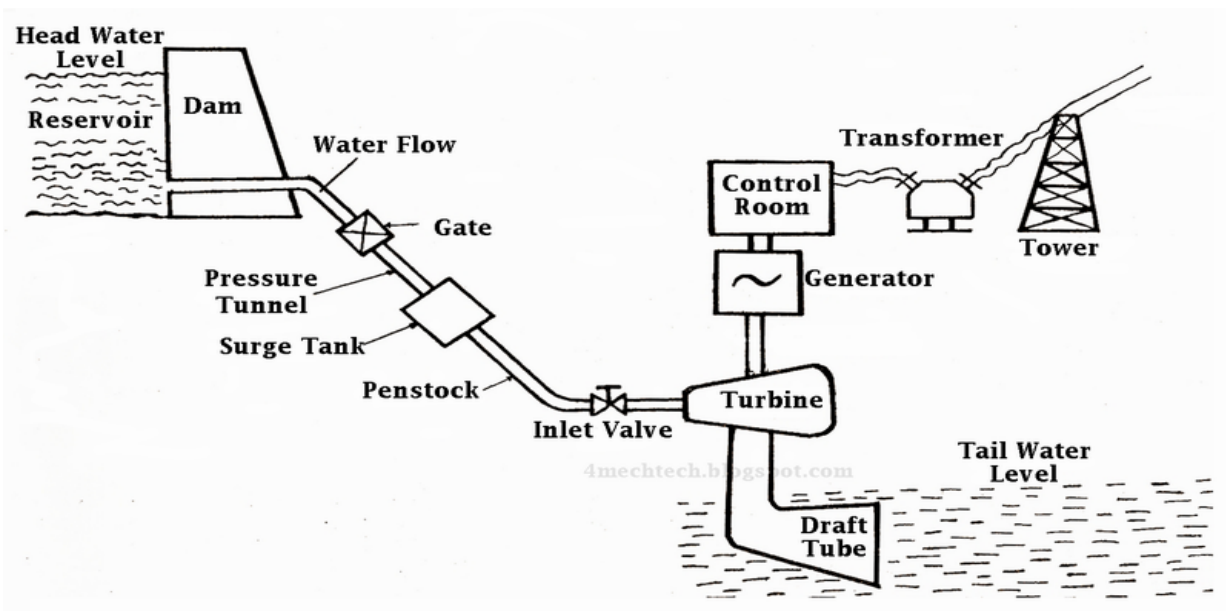 Head Water
Level
Reservoir
Dam
Water Flow
Gate
Pressure
Tunnel
Surge Tank
Penstock
Inlet Valve
Turbine
Generator
Control
Room
Transformer
Tower
4mechtech.blogspot.com
Tail Water
Level
Draft
Tube